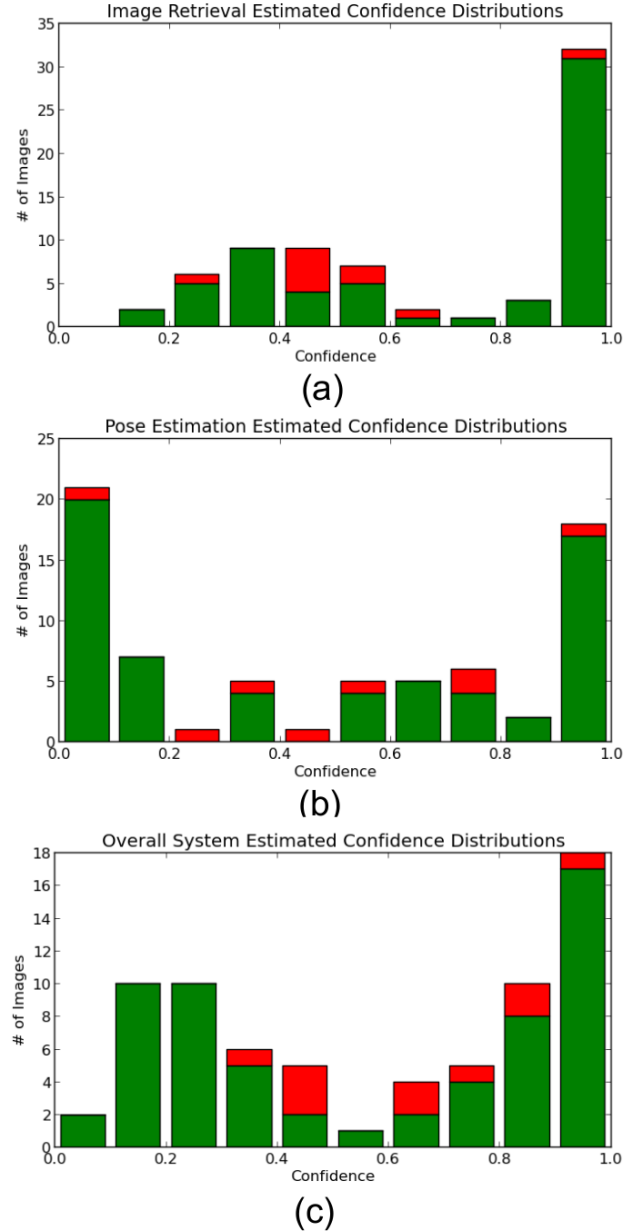 Image Retrieval Estimated Confidence Distributions
35
30
25
20
15
10
5
0
# of Images
0.0 0.2 0.4 0.6 0.8 1.0
Confidence
(a)
Pose Estimation Estimated Confidence Distributions
25
20
15
10
5
0
# of Images
0.0 0.2 0.4 0.6 0.8 1.0
Confidence
(b)
Overall System Estimated Confidence Distributions
18
16
14
12
10
8
6
4
2
0
# of Images
0.0 0.2 0.4 0.6 0.8 1.0
Confidence
(c)